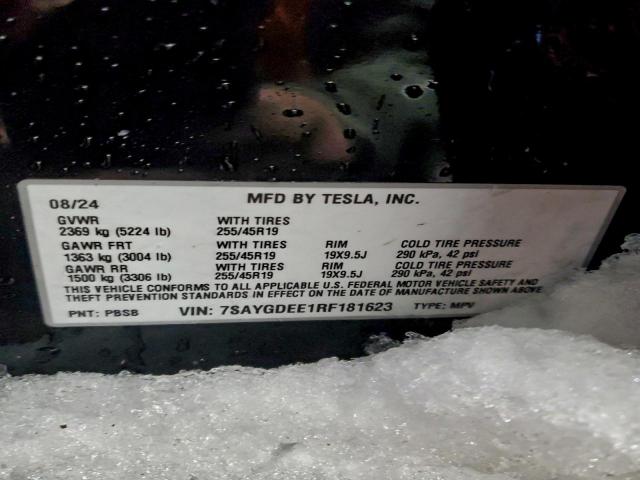 08/24 MFD BY TESLA, INC.
GVWR WITH TIRES
2369 kg (5224 lb) 255/45R19
GAWR FRT WITH TIRES RIM COLD TIRE PRESSURE
1363 kg (3004 lb) 255/45R19 19X9.5J 290 kPa, 42 psi
GAWR RR WITH TIRES RIM COLD TIRE PRESSURE
1500 kg (3306 lb) 255/45R19 19X9.5J 290 kPa, 42 psi
THIS VEHICLE CONFORMS TO ALL APPLICABLE U.S. FEDERAL MOTOR VEHICLE SAFETY AND
THEFT PREVENTION STANDARDS IN EFFECT ON THE DATE OF MANUFACTURE SHOWN ABOVE.
PNT: PBSB VIN: 7SAYGDEE1RF181623 TYPE: MPV